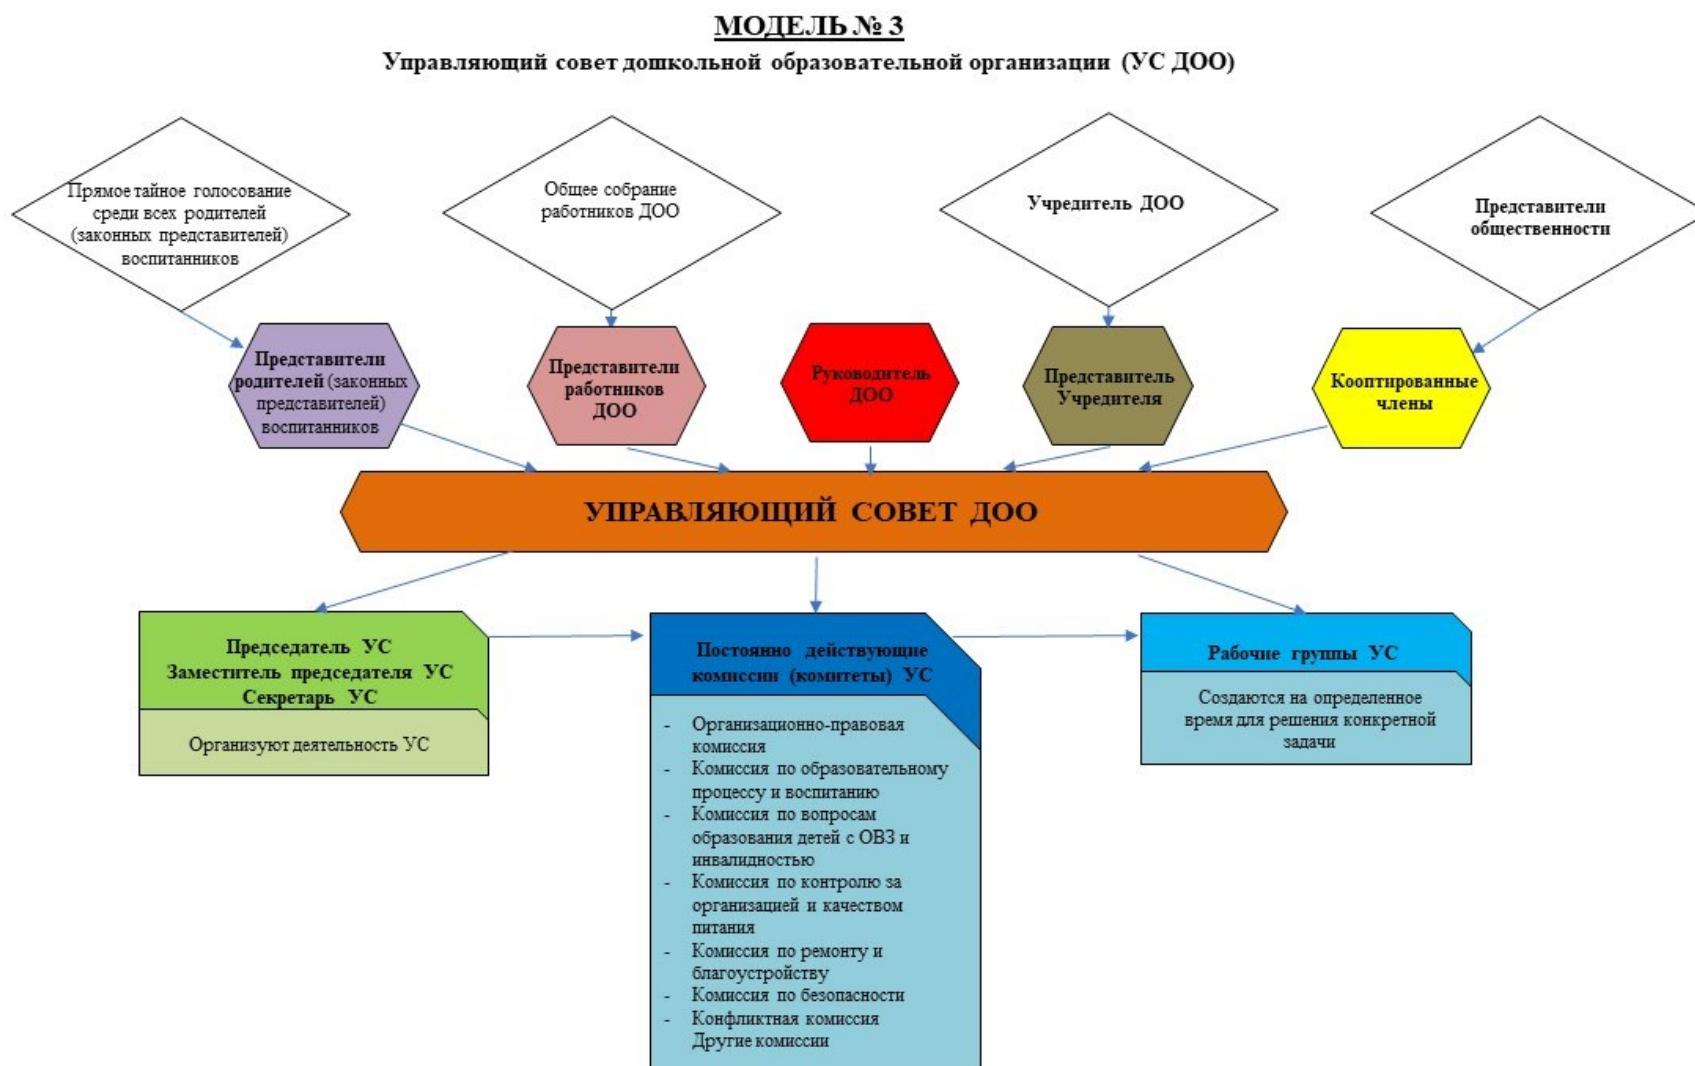 МОДЕЛЬ № 3
Управляющий совет дошкольной образовательной организации (УС ДОО)
Прямое тайное голосование
среди всех родителей
(законных представителей)
воспитанников
Общее собрание
работников ДОО
Учредитель ДОО
Представители
общественности
Представители
родителей (законных
представителей)
воспитанников
Представители
работников
ДОО
Руководитель
ДОО
Представитель
Учредителя
Кооптированные
члены
УПРАВЛЯЮЩИЙ СОВЕТ ДОО
Председатель УС
Заместитель председателя УС
Секретарь УС
Организуют деятельность УС
Постоянно действующие
комиссии (комитеты) УС
- Организационно-правовая
комиссия
- Комиссия по образовательному
процессу и воспитанию
- Комиссия по вопросам
образования детей с ОВЗ и
инвалидностью
- Комиссия по контролю за
организацией и качеством
питания
- Комиссия по ремонту и
благоустройству
- Комиссия по безопасности
- Конфликтная комиссия
Другие комиссии
Рабочие группы УС
Создаются на определенное
время для решения конкретной
задачи